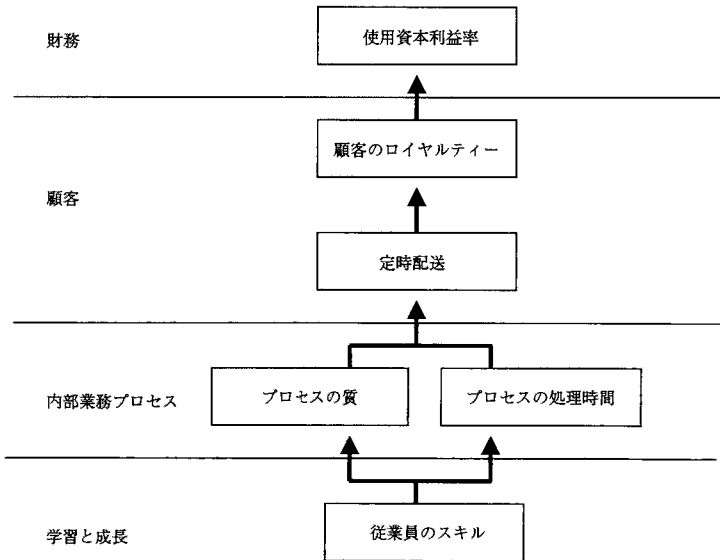 財務
使用資本利益率
顧客のロイヤルティー
顧客
定時配送
内部業務プロセス
プロセスの質
プロセスの処理時間
学習と成長
従業員のスキル